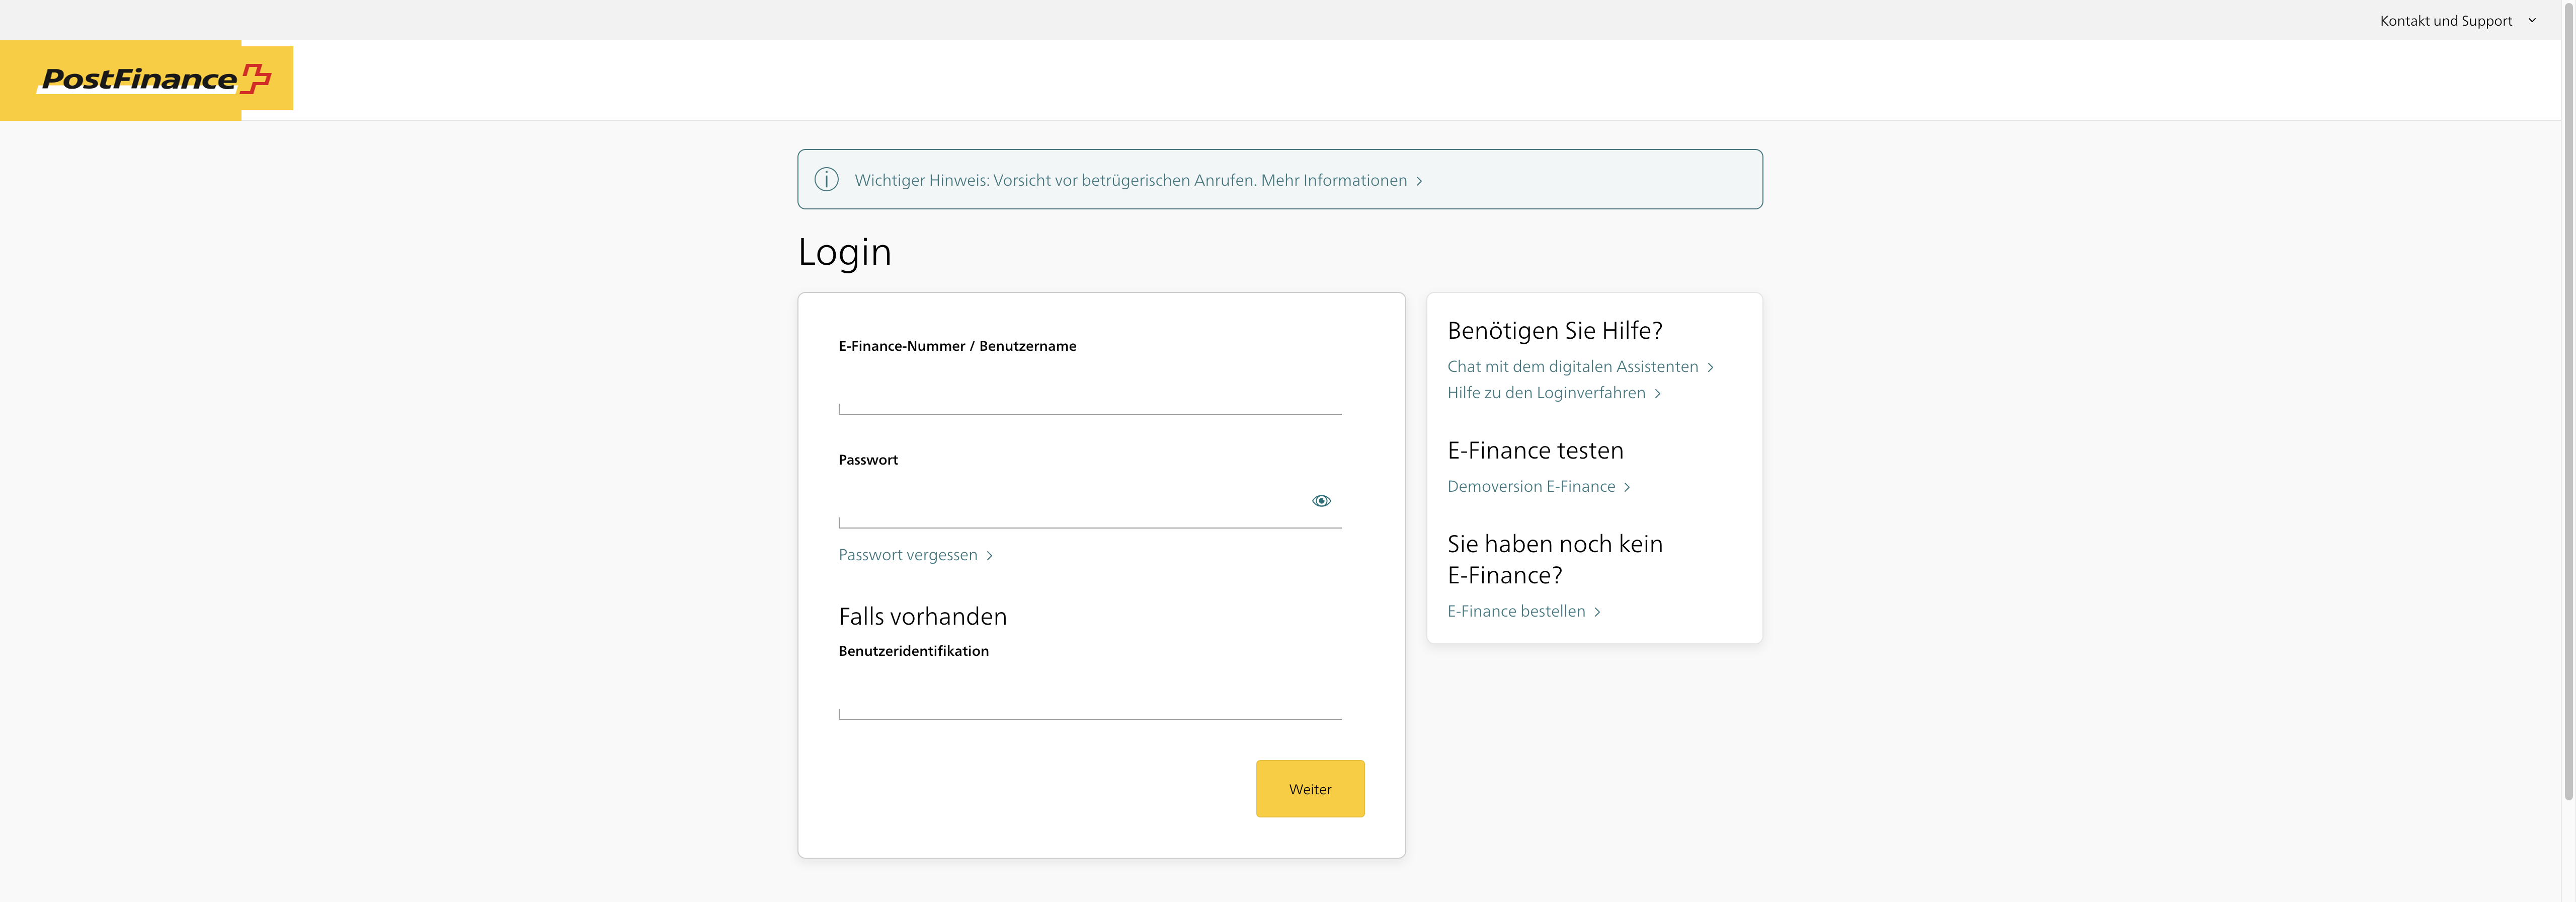 Kontakt und Support
PostFinance
Wichtiger Hinweis: Vorsicht vor betrügerischen Anrufen. Mehr Informationen
Login
E-Finance-Nummer / Benutzername
Passwort
Passwort vergessen
Falls vorhanden
Benutzeridentifikation
Weiter
Benötigen Sie Hilfe?
Chat mit dem digitalen Assistenten
Hilfe zu den Loginverfahren
E-Finance testen
Demoversion E-Finance
Sie haben noch kein
E-Finance?
E-Finance bestellen